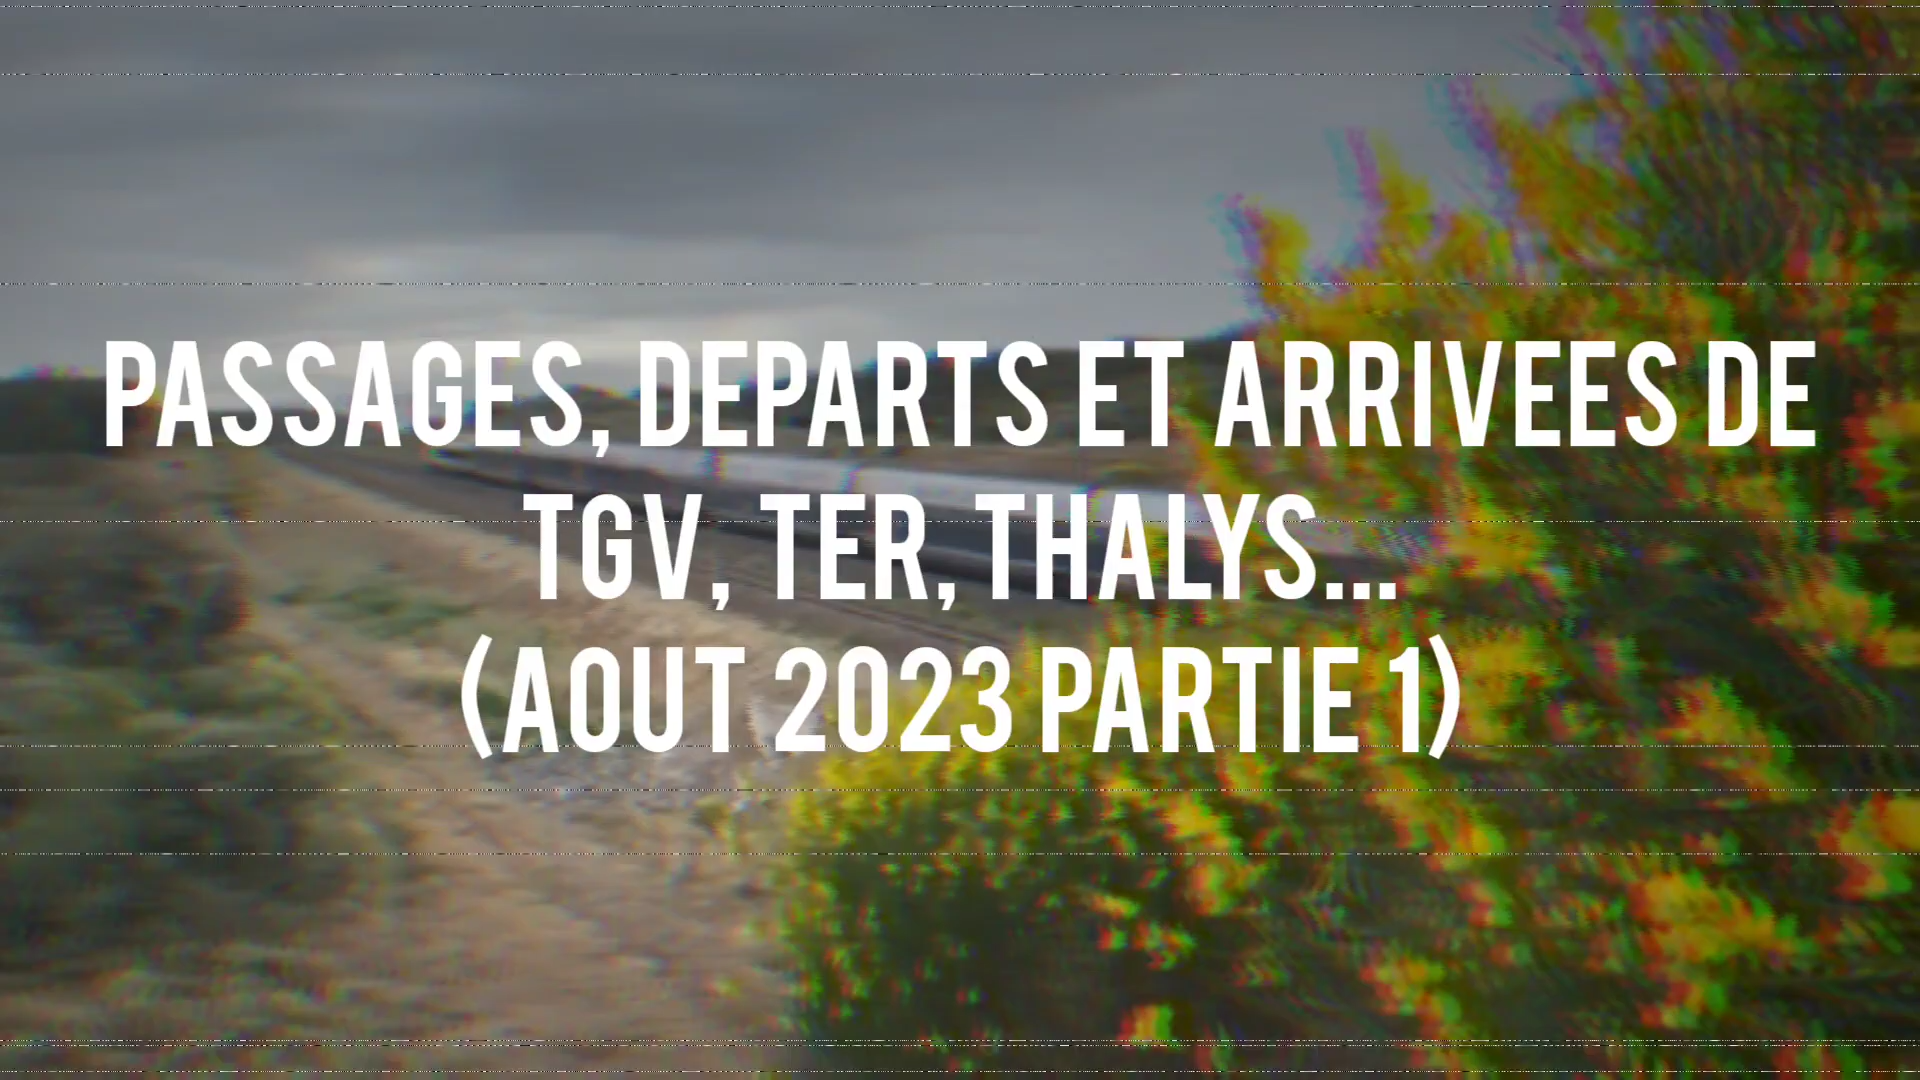 PASSAGES, DEPARTS ET ARRIVEES DE
TGV, TER, THALYS...
(AOUT 2023 PARTIE 1)